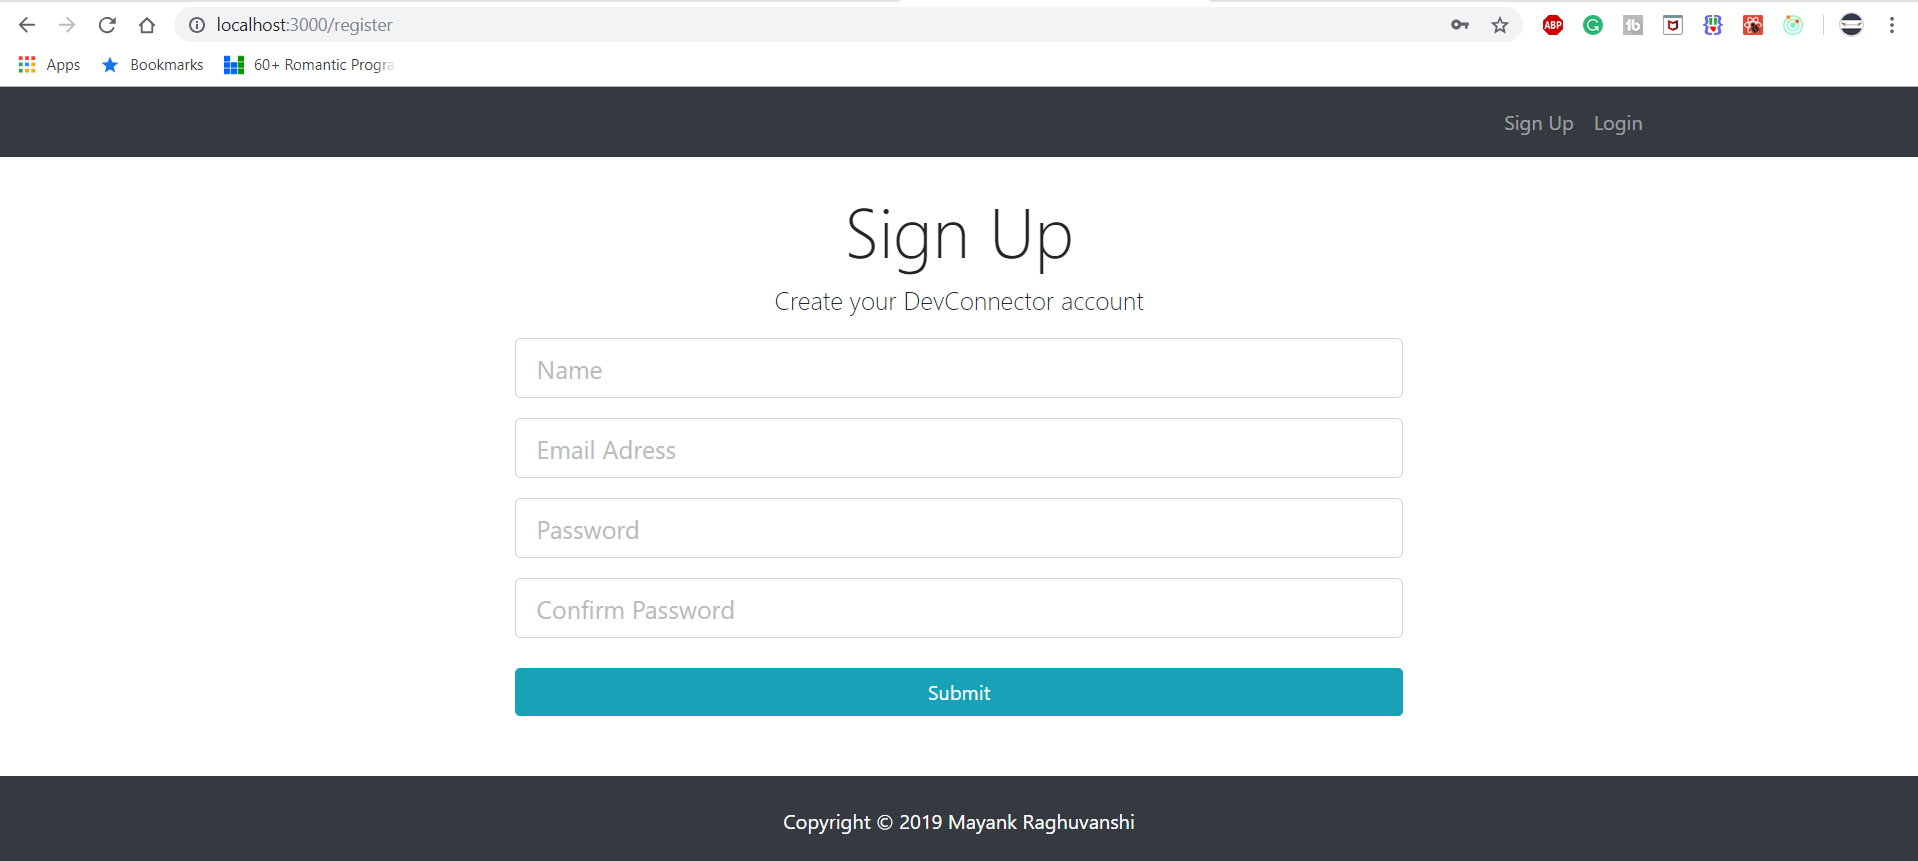 localhost:3000/register
ABP
Apps Bookmarks 60+ Romantic Progra
Sign Up Login
Sign Up
Create your DevConnector account
Name
Email Adress
Password
Confirm Password
Submit
Copyright © 2019 Mayank Raghuvanshi